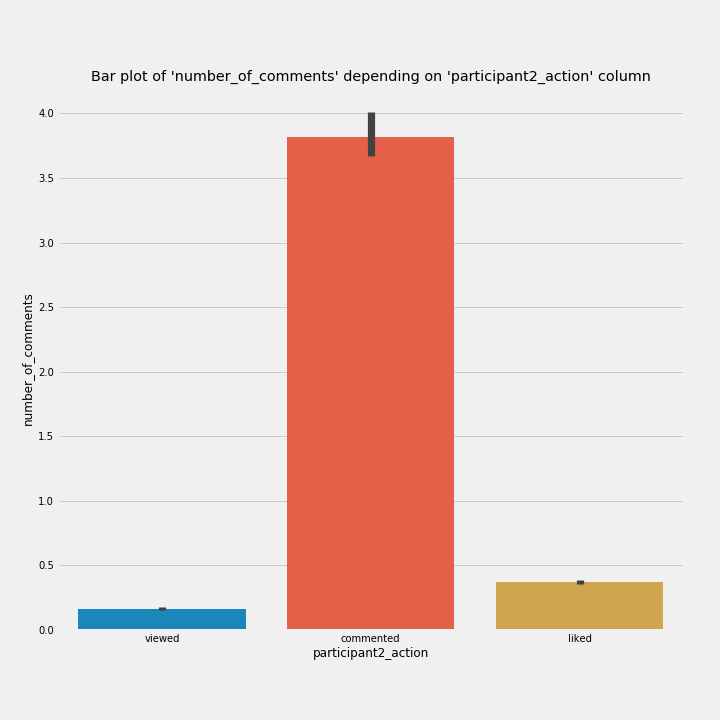 Bar plot of 'number_of_comments' depending on 'participant2_action' column
number_of_comments
4.0
3.5
3.0
2.5
2.0
1.5
1.0
0.5
0.0
viewed commented liked
participant2_action